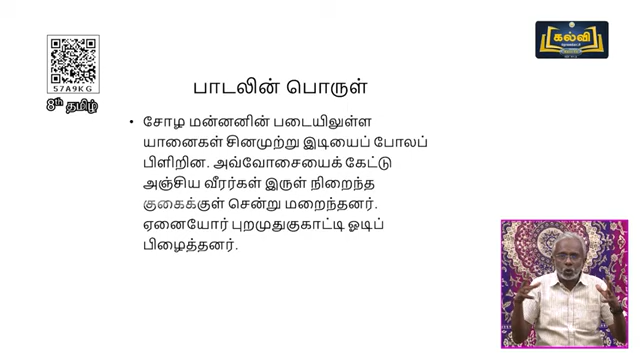 கல்வி
57A9KG
8th தமிழ்
பாடலின் பொருள்
• சோழ மன்னனின் படையிலுள்ள
யானைகள் சினமுற்று இடியைப் போலப்
பிளிறின. அவ்வோசையைக் கேட்டு
அஞ்சிய வீரர்கள் இருள் நிறைந்த
குகைக்குள் சென்று மறைந்தனர்.
ஏனையோர் புறமுதுகுகாட்டி ஓடிப்
பிழைத்தனர்.